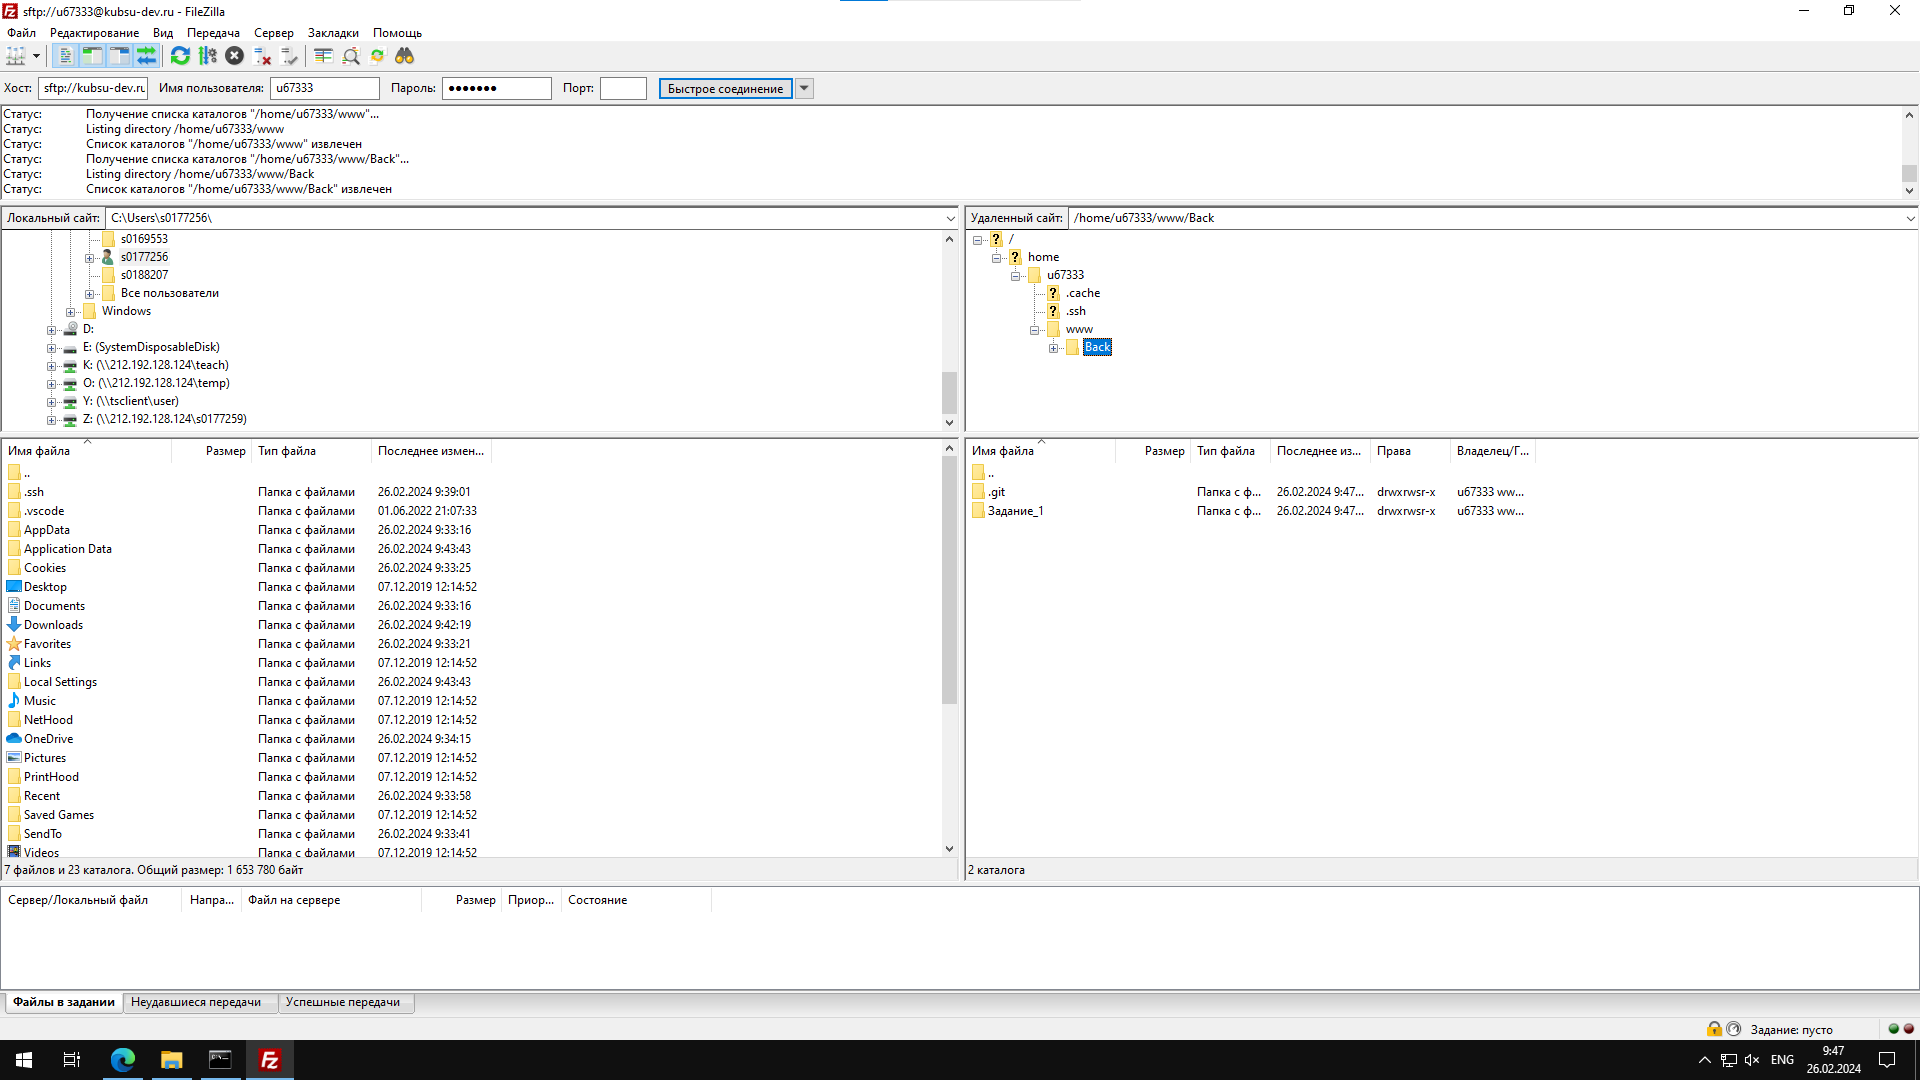 sftp://u67333@kubsu-dev.ru - FileZilla
Файл Редактирование Вид Передача Сервер Закладки Помощь
Хост: sftp://kubsu-dev.ru Имя пользователя: u67333 Пароль: ●●●●●●● Порт: Быстрое соединение
Статус: Получение списка каталогов "/home/u67333/www"...
Статус: Listing directory /home/u67333/www
Статус: Список каталогов "/home/u67333/www" извлечен
Статус: Получение списка каталогов "/home/u67333/www/Back"...
Статус: Listing directory /home/u67333/www/Back
Статус: Список каталогов "/home/u67333/www/Back" извлечен
Локальный сайт: C:\Users\s0177256\
s0169553
s0177256
s0188207
Все пользователи
Windows
D:
E: (SystemDisposableDisk)
K: (\\212.192.128.124\teach)
O: (\\212.192.128.124\temp)
Y: (\\tsclient\user)
Z: (\\212.192.128.124\s0177259)
Удаленный сайт: /home/u67333/www/Back
/
home
u67333
.cache
.ssh
www
Back
Имя файла Размер Тип файла Последнее измен...
..
.ssh Папка с файлами 26.02.2024 9:39:01
.vscode Папка с файлами 01.06.2022 21:07:33
AppData Папка с файлами 26.02.2024 9:33:16
Application Data Папка с файлами 26.02.2024 9:43:43
Cookies Папка с файлами 26.02.2024 9:33:25
Desktop Папка с файлами 07.12.2019 12:14:52
Documents Папка с файлами 26.02.2024 9:33:16
Downloads Папка с файлами 26.02.2024 9:42:19
Favorites Папка с файлами 26.02.2024 9:33:21
Links Папка с файлами 07.12.2019 12:14:52
Local Settings Папка с файлами 26.02.2024 9:43:43
Music Папка с файлами 07.12.2019 12:14:52
NetHood Папка с файлами 07.12.2019 12:14:52
OneDrive Папка с файлами 26.02.2024 9:34:15
Pictures Папка с файлами 07.12.2019 12:14:52
PrintHood Папка с файлами 07.12.2019 12:14:52
Recent Папка с файлами 26.02.2024 9:33:58
Saved Games Папка с файлами 07.12.2019 12:14:52
SendTo Папка с файлами 26.02.2024 9:33:41
Videos Папка с файлами 07.12.2019 12:14:52
7 файлов и 23 каталога. Общий размер: 1 653 780 байт
Имя файла Размер Тип файла Последнее из... Права Владелец/Г...
..
.git Папка с ф... 26.02.2024 9:47... drwxrwsr-x u67333 ww...
Задание_1 Папка с ф... 26.02.2024 9:47... drwxrwsr-x u67333 ww...
2 каталога
Сервер/Локальный файл Напра... Файл на сервере Размер Приор... Состояние
Файлы в задании Неудавшиеся передачи Успешные передачи
Задание: пусто
ENG 9:47
26.02.2024